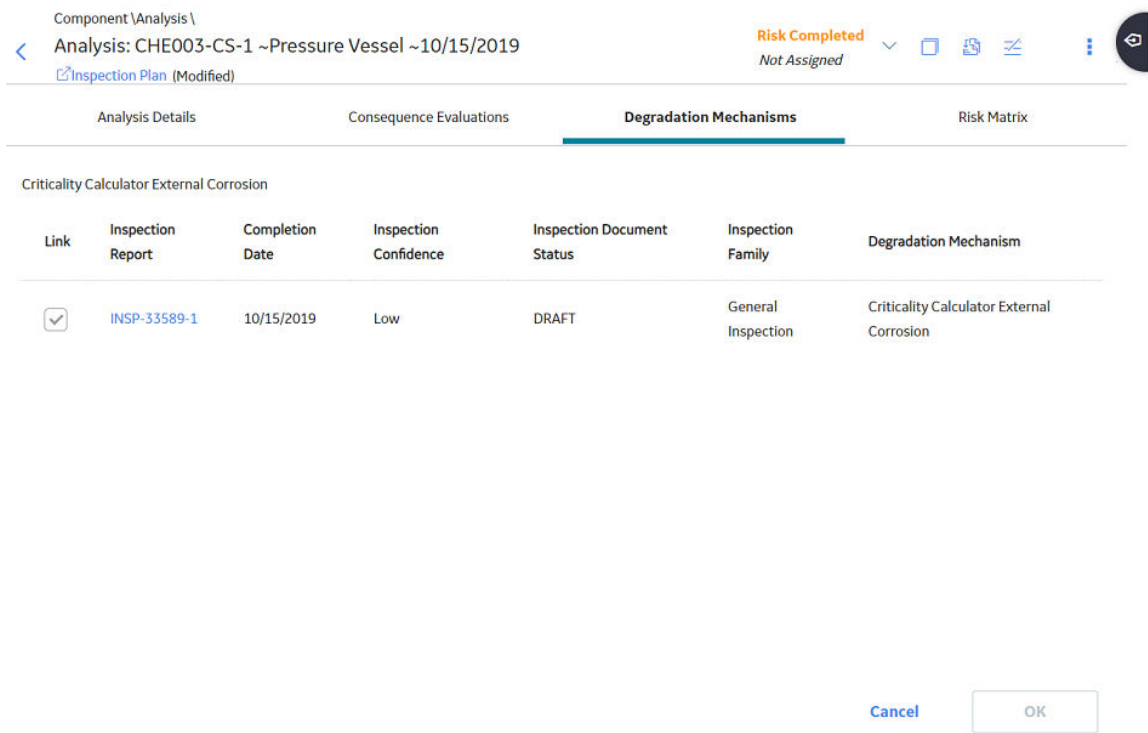 Component \Analysis \
Analysis: CHE003-CS-1 ~Pressure Vessel ~10/15/2019
Inspection Plan (Modified)
Risk Completed
Not Assigned
Analysis Details
Consequence Evaluations
Degradation Mechanisms
Risk Matrix
Criticality Calculator External Corrosion
Link
Inspection
Report
Completion
Date
Inspection
Confidence
Inspection Document
Status
Inspection
Family
Degradation Mechanism
INSP-33589-1
10/15/2019
Low
DRAFT
General
Inspection
Criticality Calculator External
Corrosion
Cancel
OK